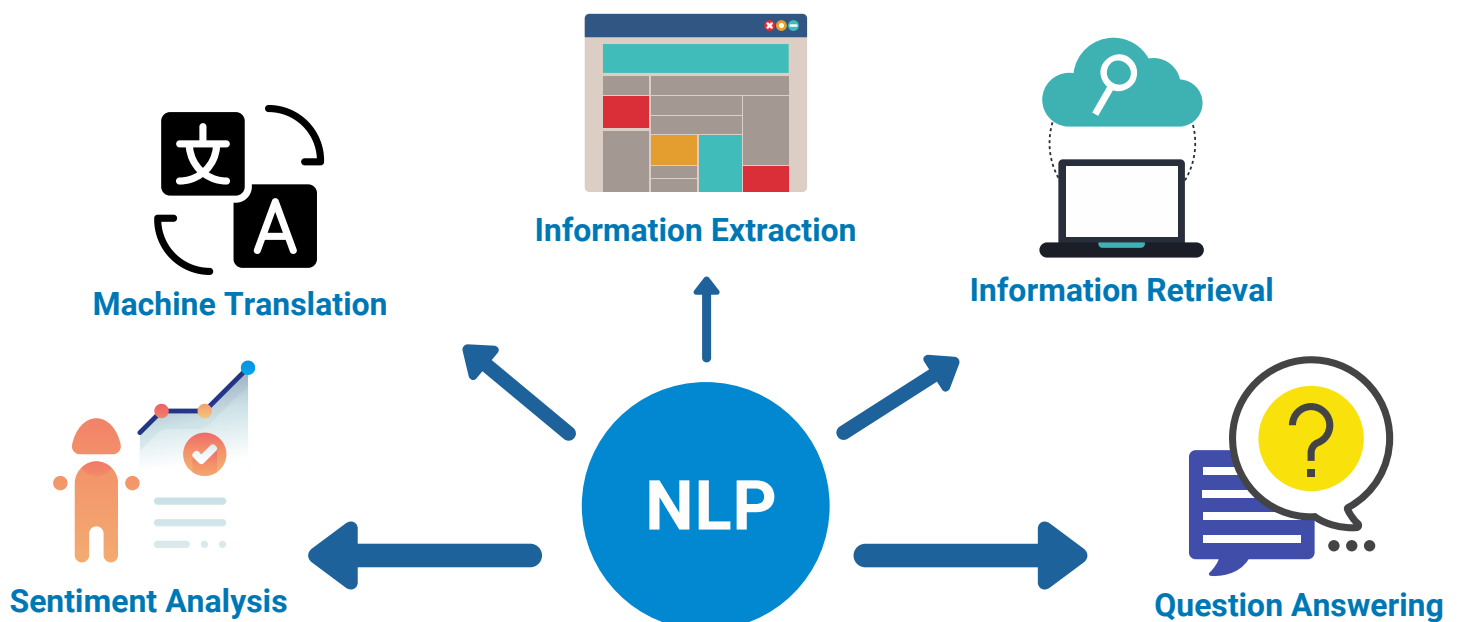 Information Extraction
文
A
Machine Translation
Information Retrieval
?
NLP
Sentiment Analysis
Question Answering